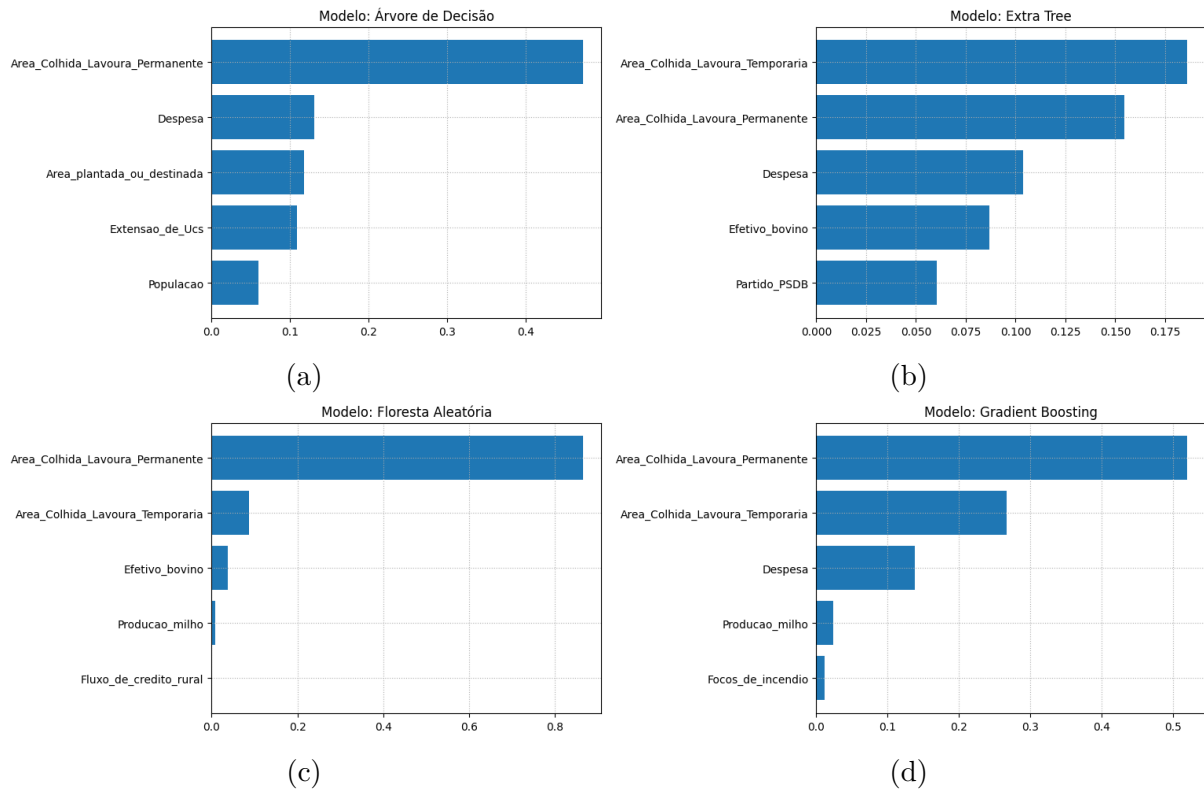 Modelo: Árvore de Decisão
Area_Colhida_Lavoura_Permanente
Despesa
Area_plantada_ou_destinada
Extensao_de_Ucs
Populacao
0.0 0.1 0.2 0.3 0.4
(a)
Modelo: Extra Tree
Area_Colhida_Lavoura_Temporaria
Area_Colhida_Lavoura_Permanente
Despesa
Efetivo_bovino
Partido_PSDB
0.000 0.025 0.050 0.075 0.100 0.125 0.150 0.175
(b)
Modelo: Floresta Aleatória
Area_Colhida_Lavoura_Permanente
Area_Colhida_Lavoura_Temporaria
Efetivo_bovino
Producao_milho
Fluxo_de_credito_rural
0.0 0.2 0.4 0.6 0.8
(c)
Modelo: Gradient Boosting
Area_Colhida_Lavoura_Permanente
Area_Colhida_Lavoura_Temporaria
Despesa
Producao_milho
Focos_de_incendio
0.0 0.1 0.2 0.3 0.4 0.5
(d)